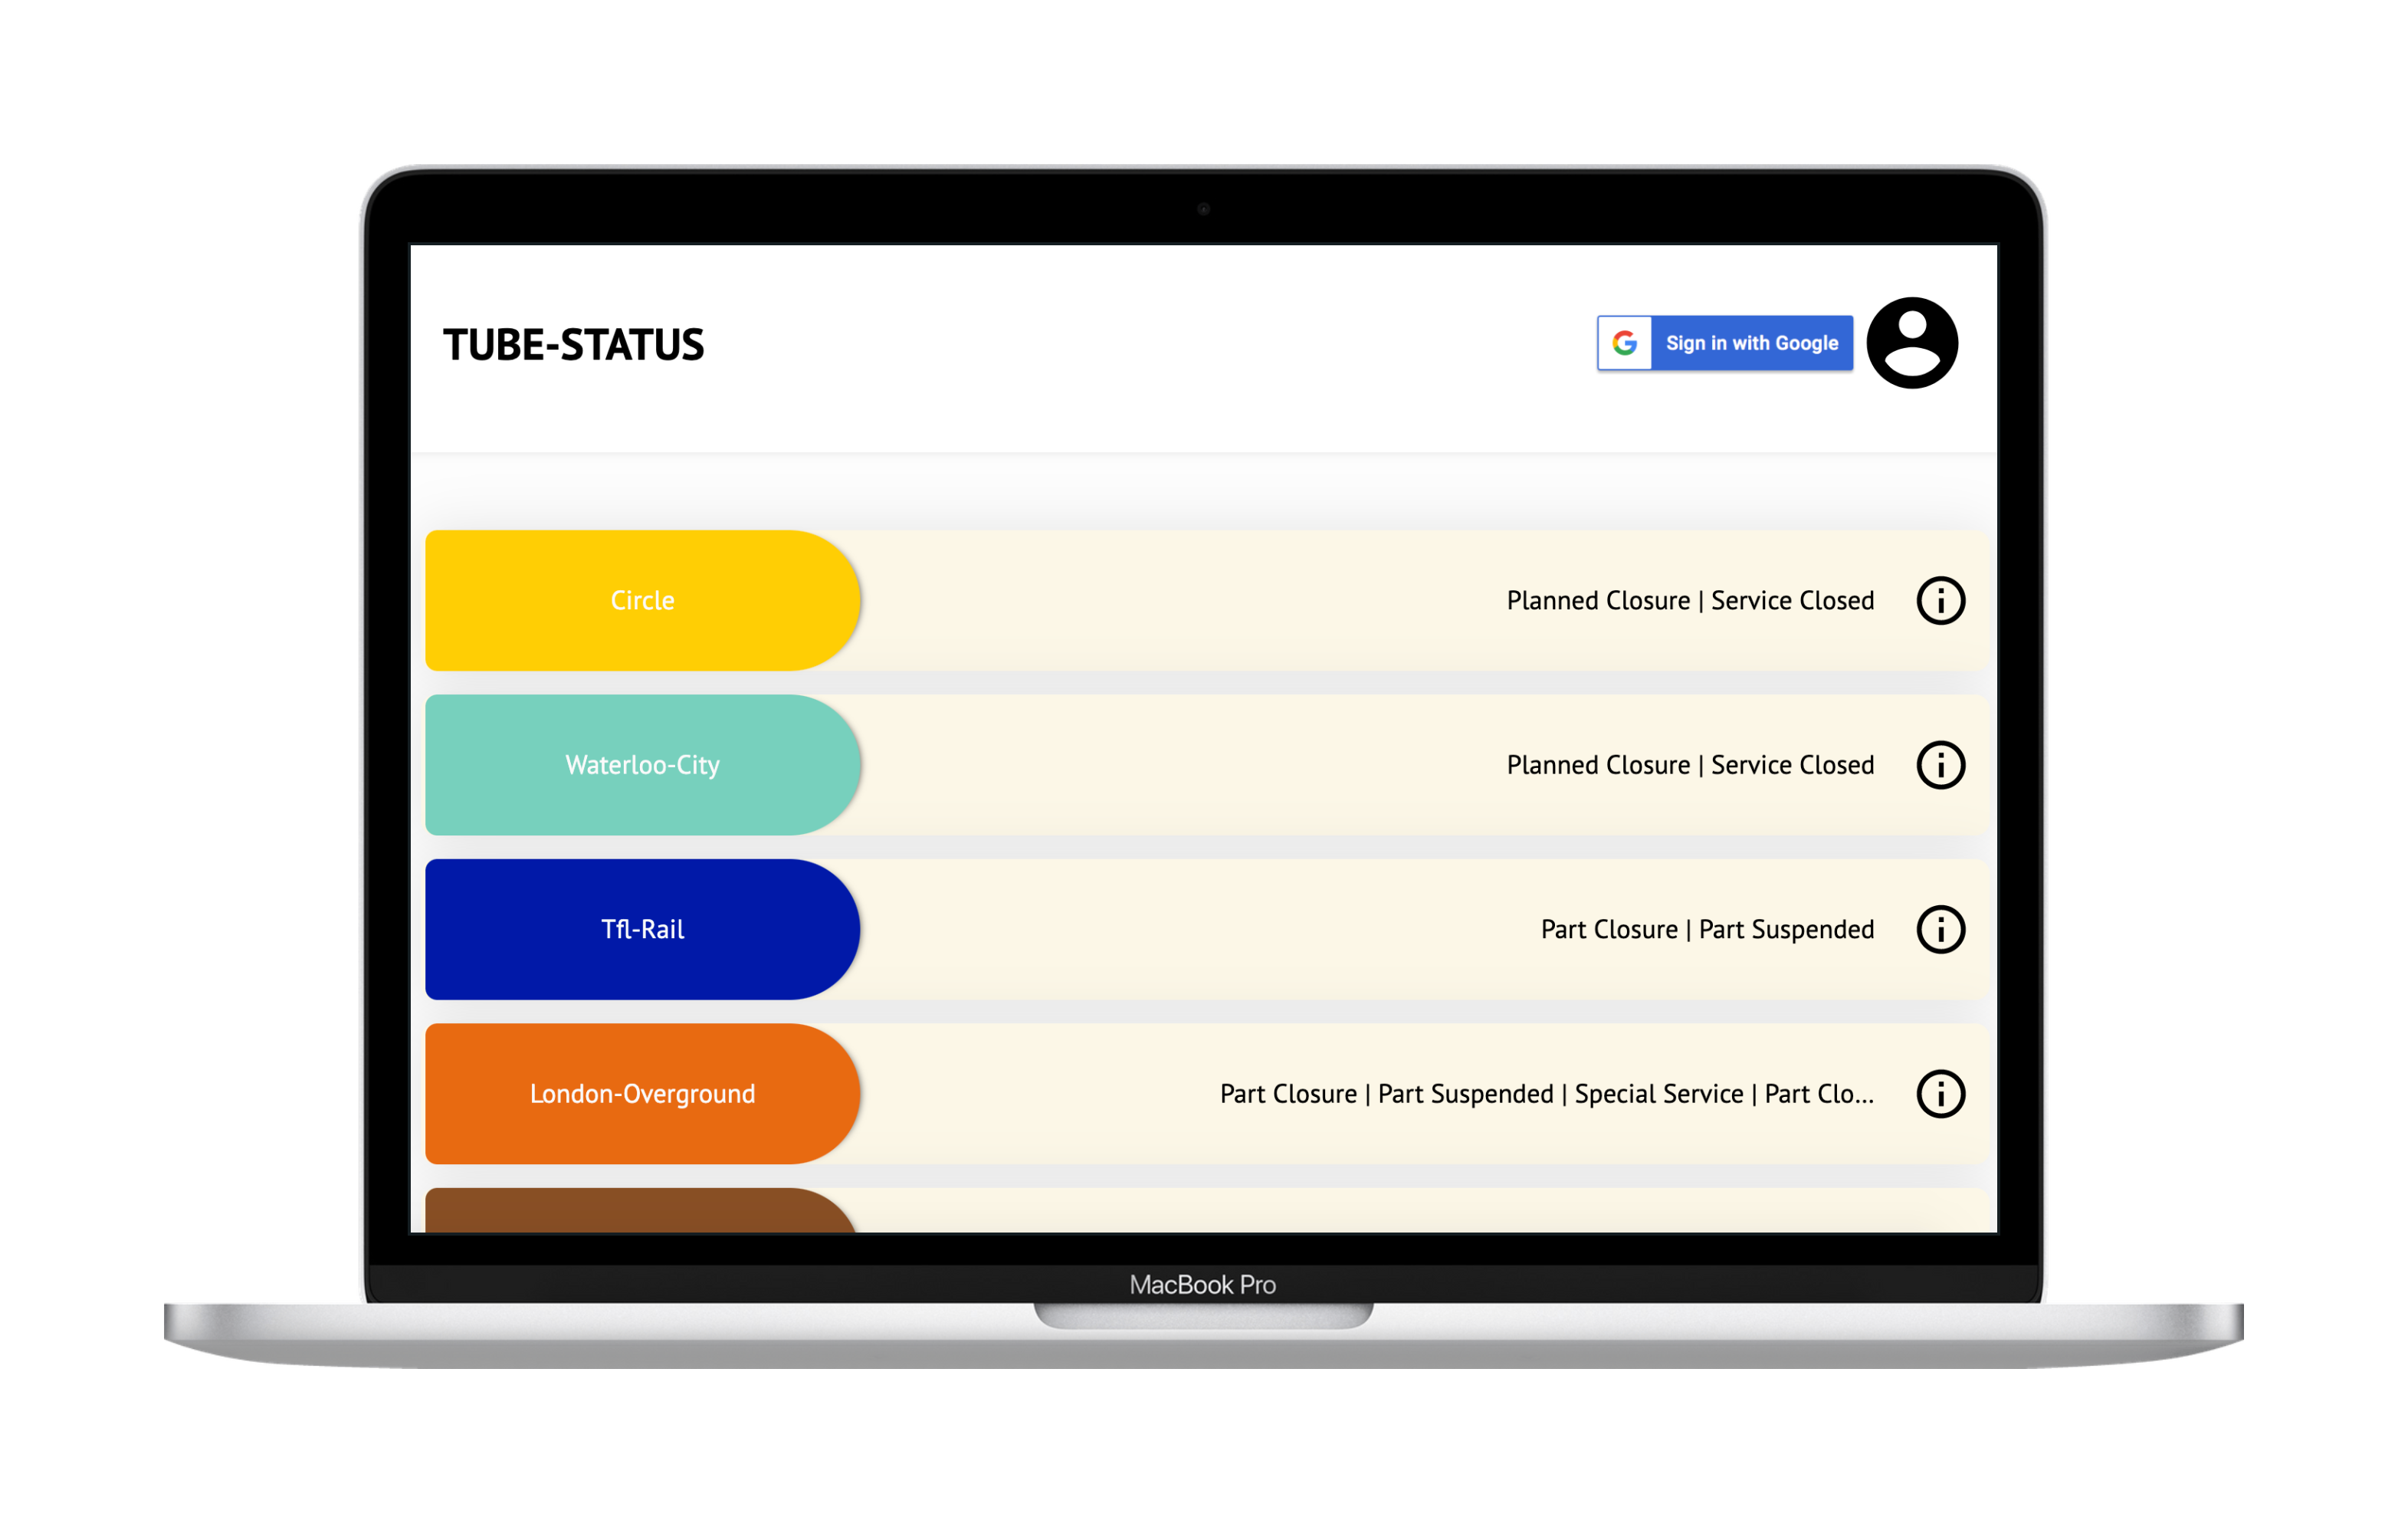 TUBE-STATUS
Sign in with Google
Circle
Planned Closure | Service Closed
Waterloo-City
Planned Closure | Service Closed
Tfl-Rail
Part Closure | Part Suspended
London-Overground
Part Closure | Part Suspended | Special Service | Part Clo...
MacBook Pro